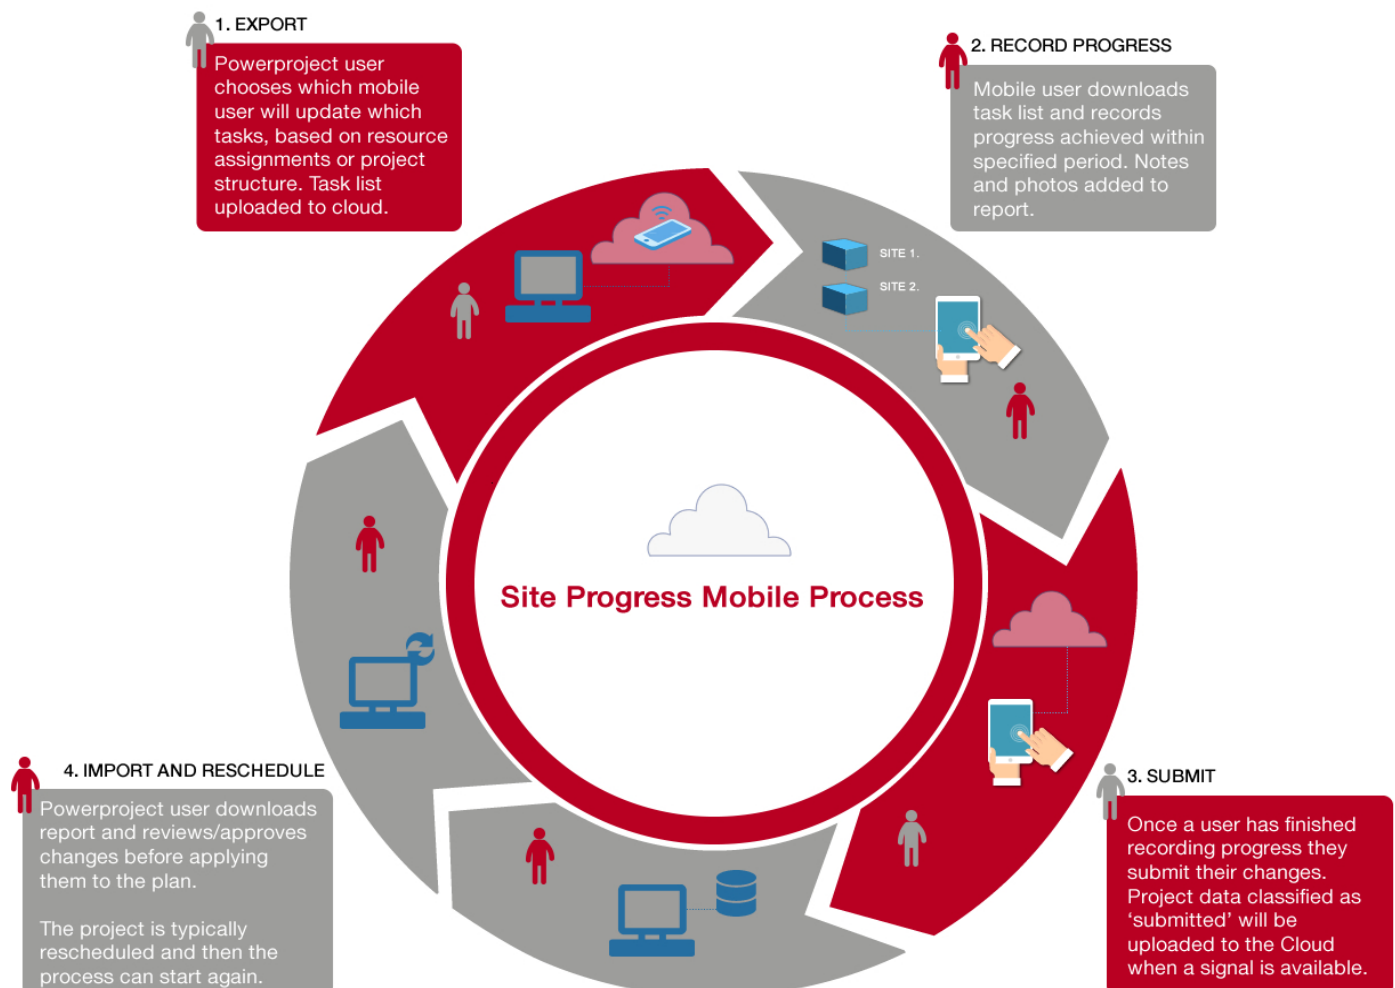 1. EXPORT
Powerproject user
chooses which mobile
user will update which
tasks, based on resource
assignments or project
structure. Task list
uploaded to cloud.
2. RECORD PROGRESS
Mobile user downloads
task list and records
progress achieved within
specified period. Notes
and photos added to
report.
SITE 1.
SITE 2.
Site Progress Mobile Process
3. SUBMIT
Once a user has finished
recording progress they
submit their changes.
Project data classified as
‘submitted’ will be
uploaded to the Cloud
when a signal is available.
4. IMPORT AND RESCHEDULE
Powerproject user downloads
report and reviews/approves
changes before applying
them to the plan.
The project is typically
rescheduled and then the
process can start again.